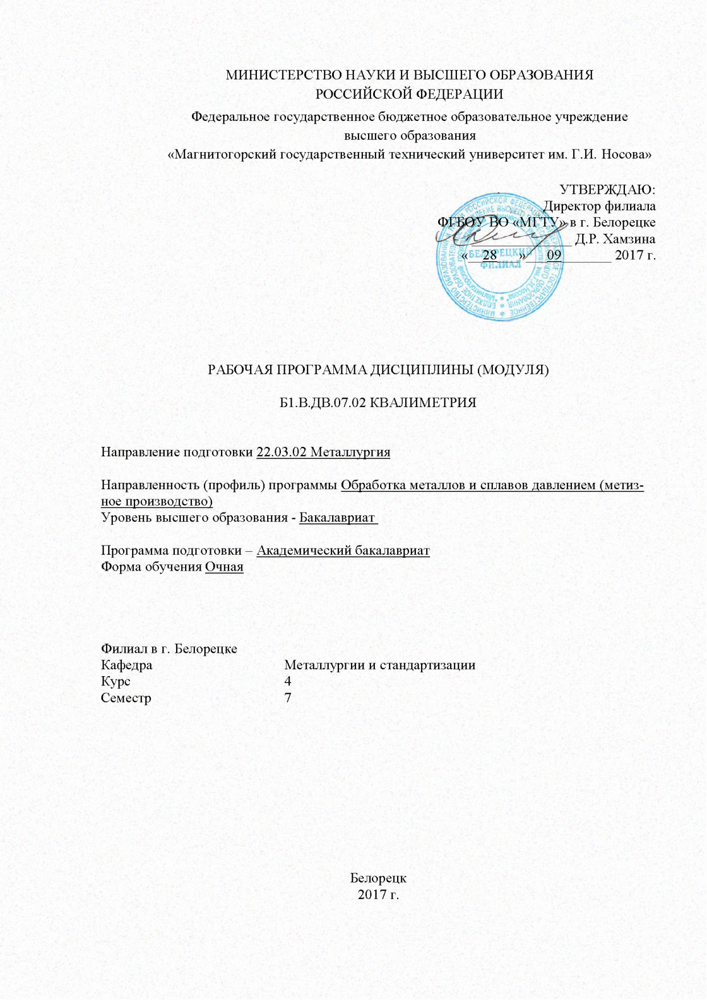 МИНИСТЕРСТВО НАУКИ И ВЫСШЕГО ОБРАЗОВАНИЯ
РОССИЙСКОЙ ФЕДЕРАЦИИ
Федеральное государственное бюджетное образовательное учреждение
высшего образования
«Магнитогорский государственный технический университет им. Г.И. Носова»
УТВЕРЖДАЮ:
Директор филиала
ФГБОУ ВО «МГТУ» в г. Белорецке
Д.Р. Хамзина
« 28 » 09 2017 г.
БЕЛОРЕЦКИЙ
ФИЛИАЛ
РАБОЧАЯ ПРОГРАММА ДИСЦИПЛИНЫ (МОДУЛЯ)
Б1.В.ДВ.07.02 КВАЛИМЕТРИЯ
Направление подготовки 22.03.02 Металлургия
Направленность (профиль) программы Обработка металлов и сплавов давлением (метиз-
ное производство)
Уровень высшего образования - Бакалавриат
Программа подготовки – Академический бакалавриат
Форма обучения Очная
Филиал в г. Белорецке
Кафедра Металлургии и стандартизации
Курс 4
Семестр 7
Белорецк
2017 г.